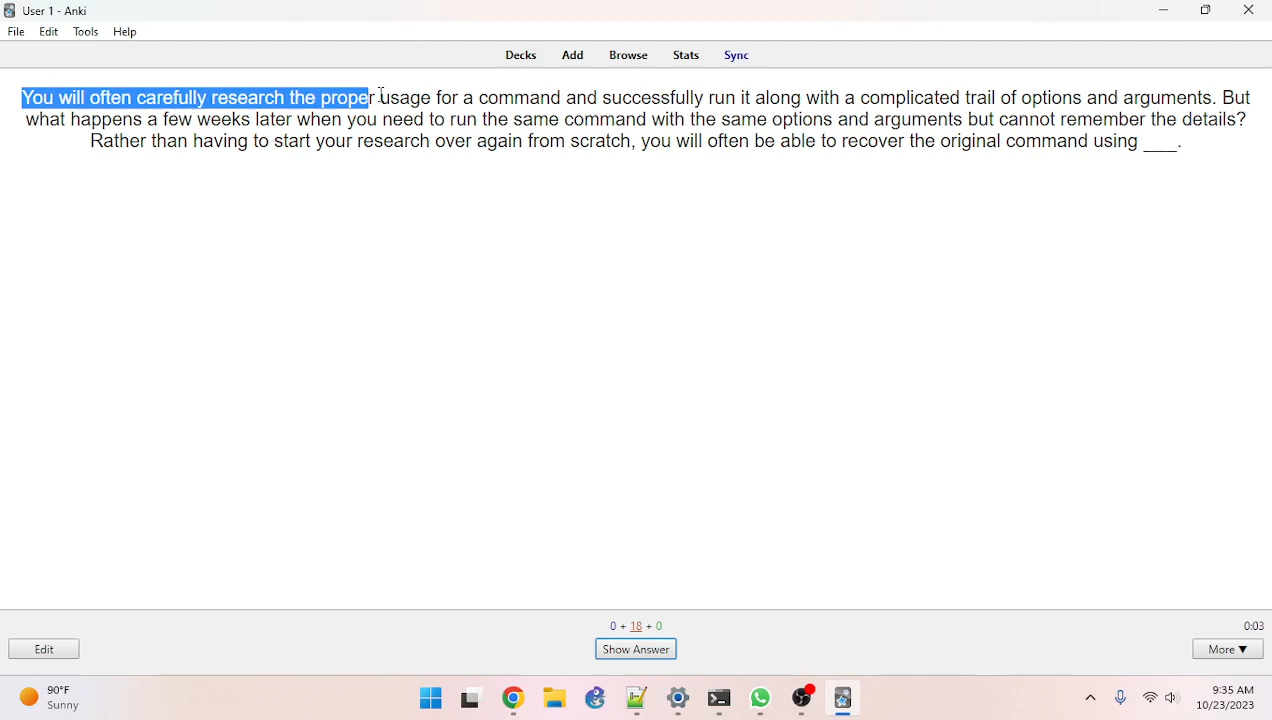 User 1 - Anki
File Edit Tools Help
Decks Add Browse Stats Sync
You will often carefully research the proper usage for a command and successfully run it along with a complicated trail of options and arguments. But
what happens a few weeks later when you need to run the same command with the same options and arguments but cannot remember the details?
Rather than having to start your research over again from scratch, you will often be able to recover the original command using ___.
0 + 18 + 0
0:03
Edit Show Answer More ▼
90°F
Sunny
9:35 AM
10/23/2023